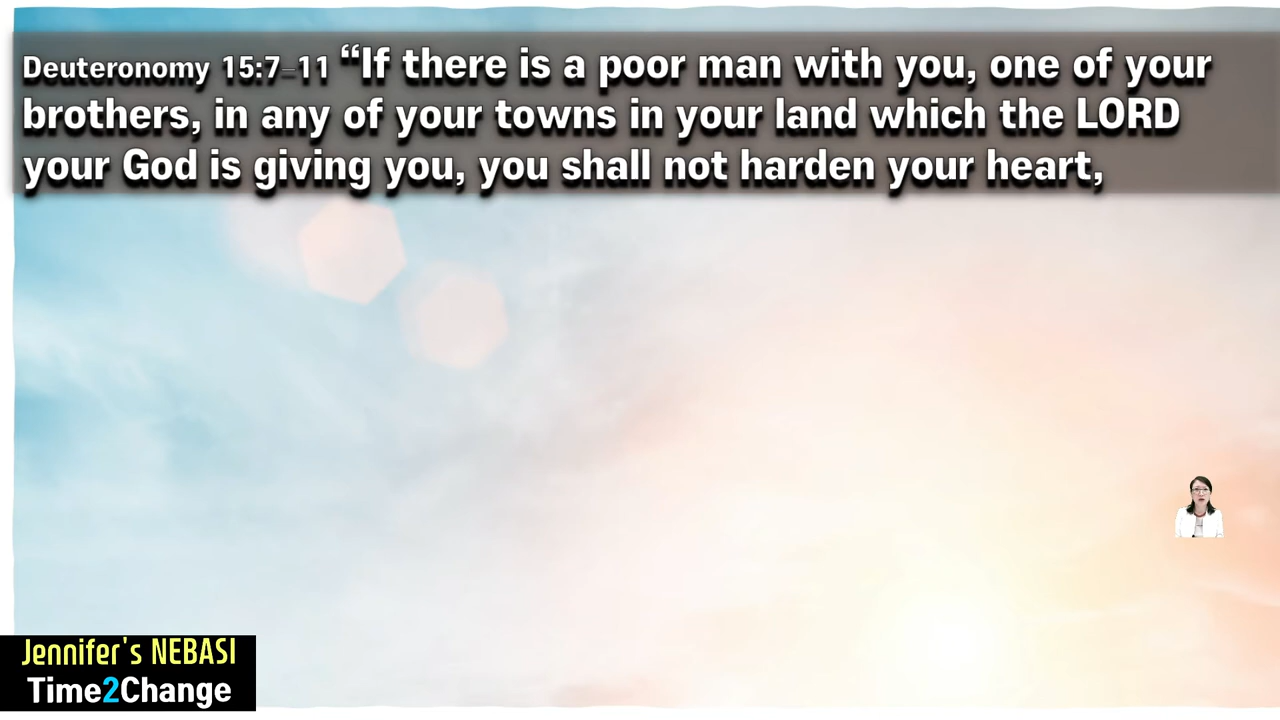 Deuteronomy 15:7–11 “If there is a poor man with you, one of your
brothers, in any of your towns in your land which the LORD
your God is giving you, you shall not harden your heart,
Jennifer's NEBASI
Time2Change